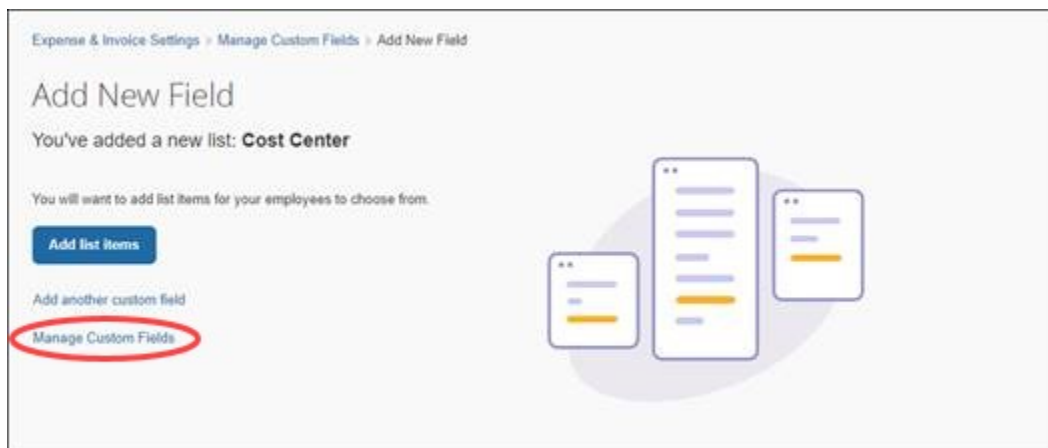 Expense & Invoice Settings » Manage Custom Fields » Add New Field
Add New Field
You've added a new list: Cost Center
You will want to add list items for your employees to choose from.
Add list items
Add another custom field
Manage Custom Fields